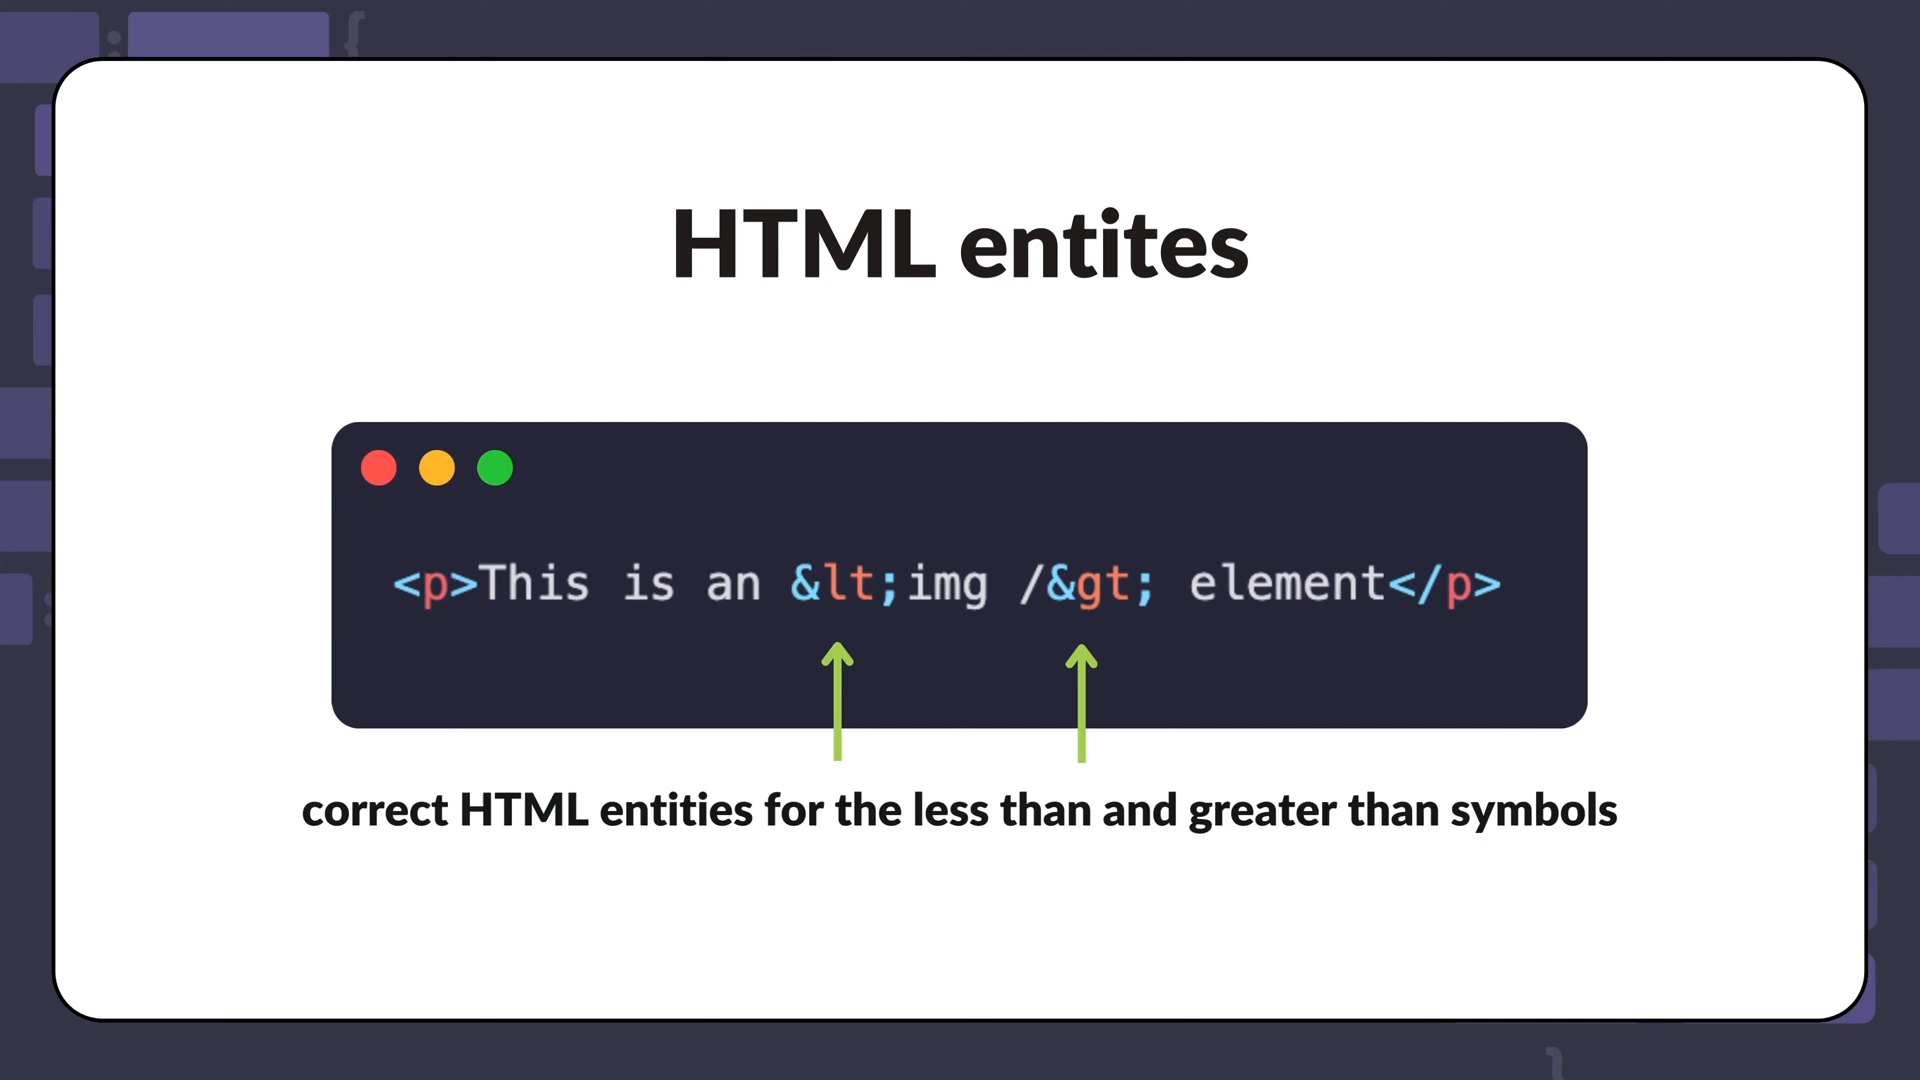 HTML entites
<p>This is an &lt;img /&gt; element</p>
correct HTML entities for the less than and greater than symbols